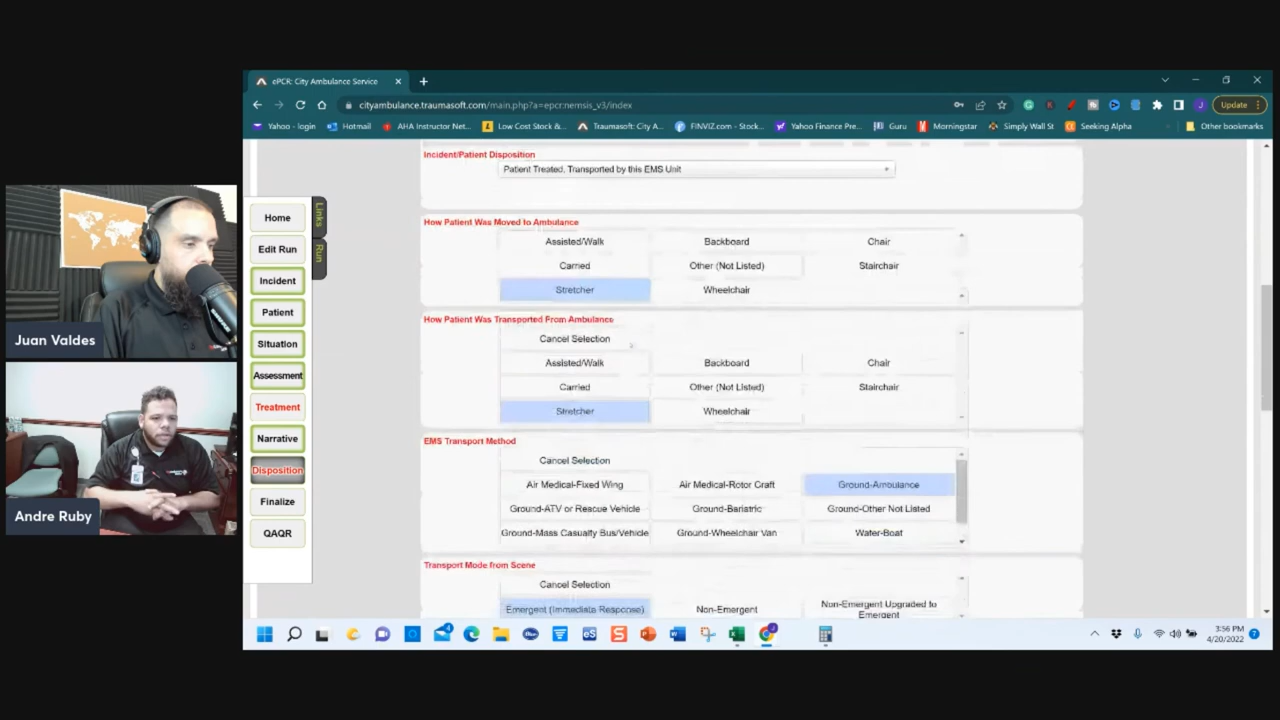 ePCR: City Ambulance Service
cityambulance.traumasoft.com/main.php?a=epcr:nemsis_v3/index
Update
Yahoo - login
Hotmail
AHA Instructor Net...
Low Cost Stock &...
Traumasoft: City A...
FINVIZ.com - Stock...
Yahoo Finance Pre...
Guru
Morningstar
Simply Wall St
Seeking Alpha
Other bookmarks
Incident/Patient Disposition
Patient Treated, Transported by this EMS Unit
How Patient Was Moved to Ambulance
Assisted/Walk Backboard Chair
Carried Other (Not Listed) Stairchair
Stretcher Wheelchair
How Patient Was Transported From Ambulance
Cancel Selection
Assisted/Walk Backboard Chair
Carried Other (Not Listed) Stairchair
Stretcher Wheelchair
EMS Transport Method
Cancel Selection
Air Medical-Fixed Wing Air Medical-Rotor Craft Ground-Ambulance
Ground-ATV or Rescue Vehicle Ground-Bariatric Ground-Other Not Listed
Ground-Mass Casualty Bus/Vehicle Ground-Wheelchair Van Water-Boat
Transport Mode from Scene
Cancel Selection
Emergent (Immediate Response) Non-Emergent Non-Emergent Upgraded to
Emergent
Home
Edit Run
Incident
Patient
Situation
Assessment
Treatment
Narrative
Disposition
Finalize
QAQR
Links
Run
Juan Valdes
Andre Ruby
3:56 PM
4/20/2022